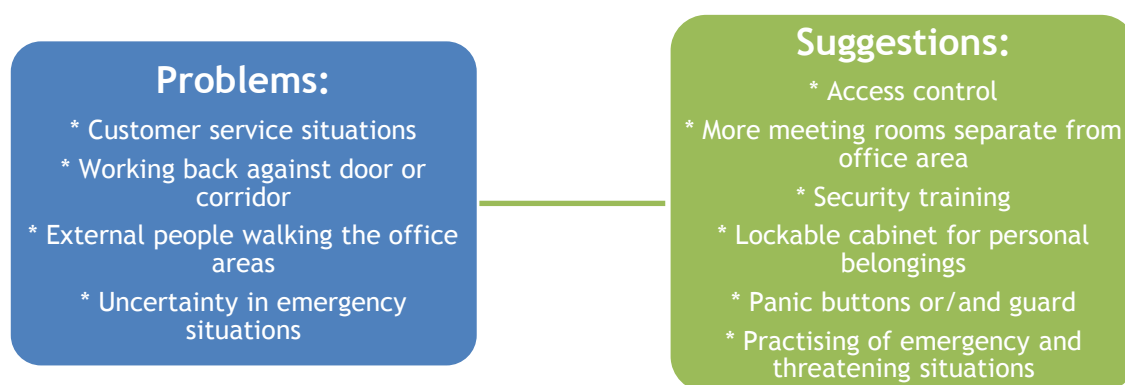 Problems:
* Customer service situations
* Working back against door or
corridor
* External people walking the office
areas
* Uncertainty in emergency
situations
Suggestions:
* Access control
* More meeting rooms separate from
office area
* Security training
* Lockable cabinet for personal
belongings
* Panic buttons or/and guard
* Practising of emergency and
threatening situations